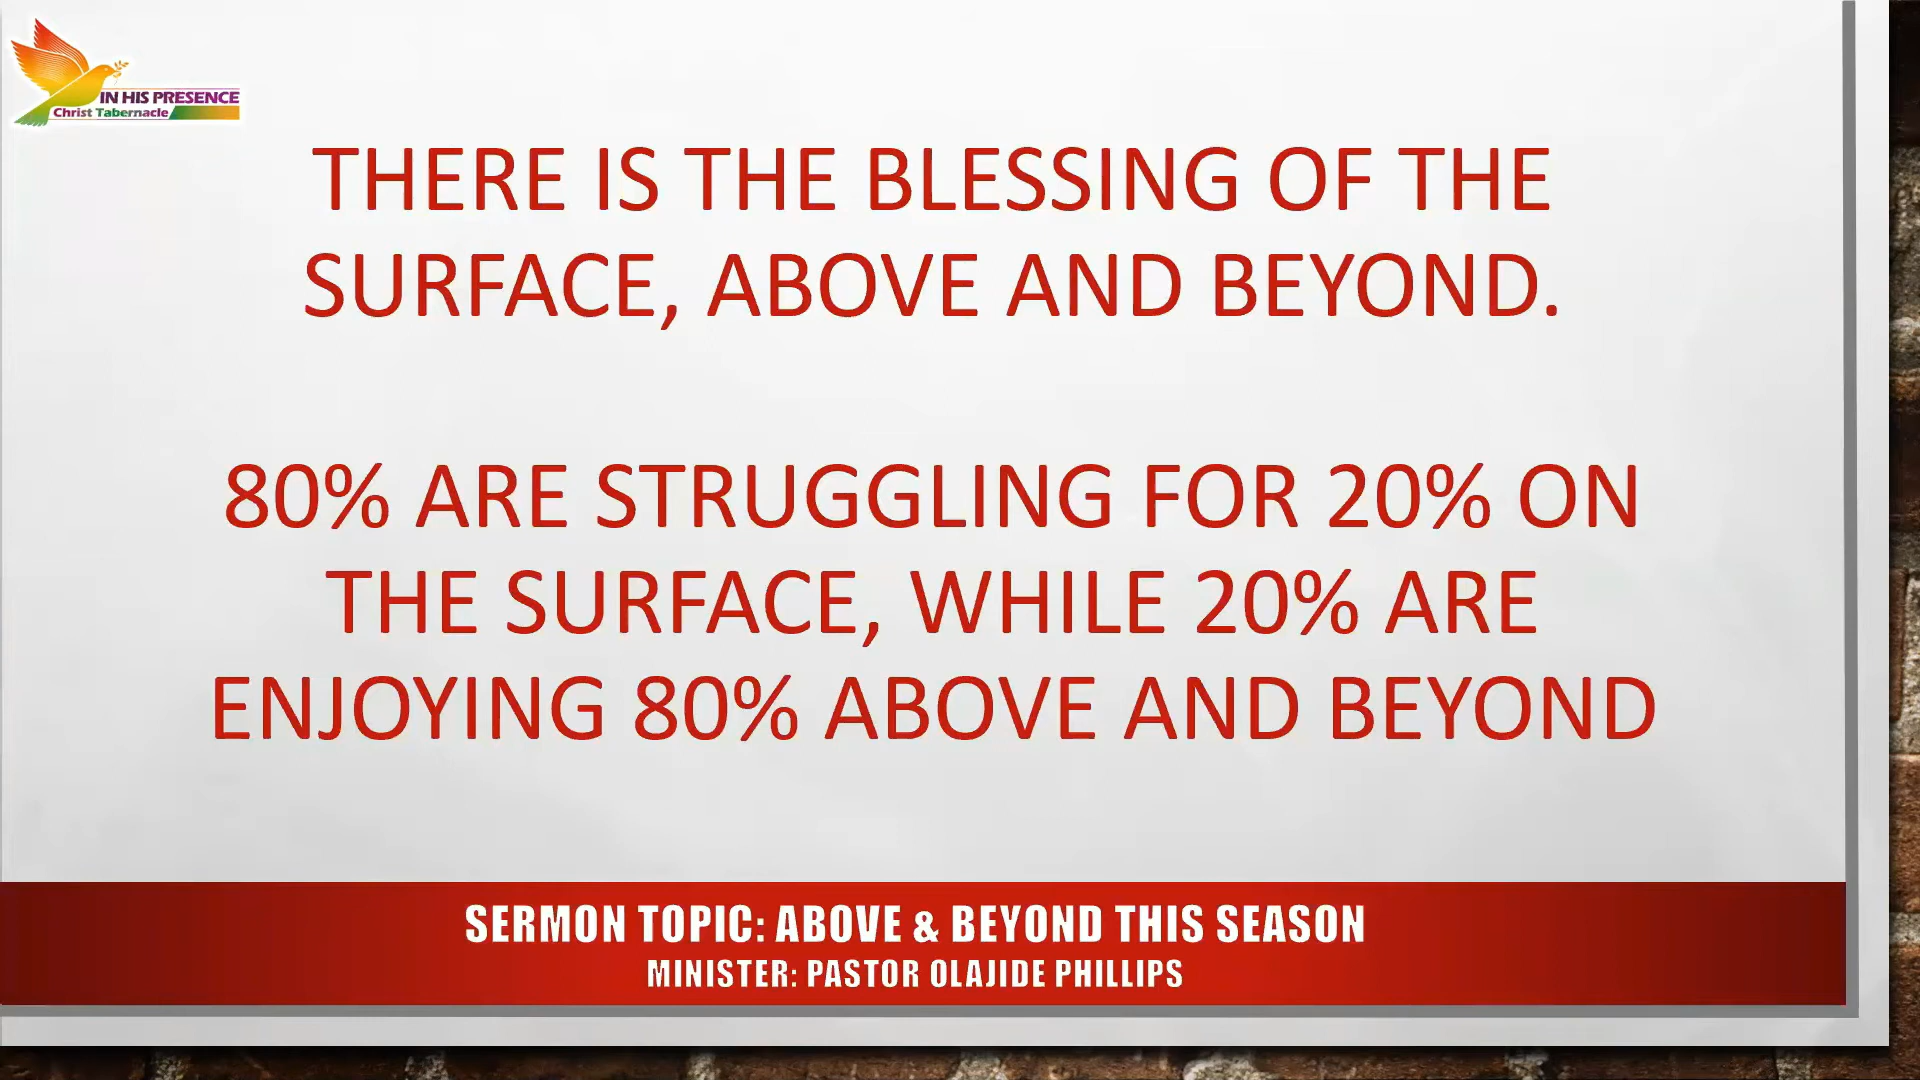 IN HIS PRESENCE
Christ Tabernacle
THERE IS THE BLESSING OF THE
SURFACE, ABOVE AND BEYOND.
80% ARE STRUGGLING FOR 20% ON
THE SURFACE, WHILE 20% ARE
ENJOYING 80% ABOVE AND BEYOND
SERMON TOPIC: ABOVE & BEYOND THIS SEASON
MINISTER: PASTOR OLAJIDE PHILLIPS